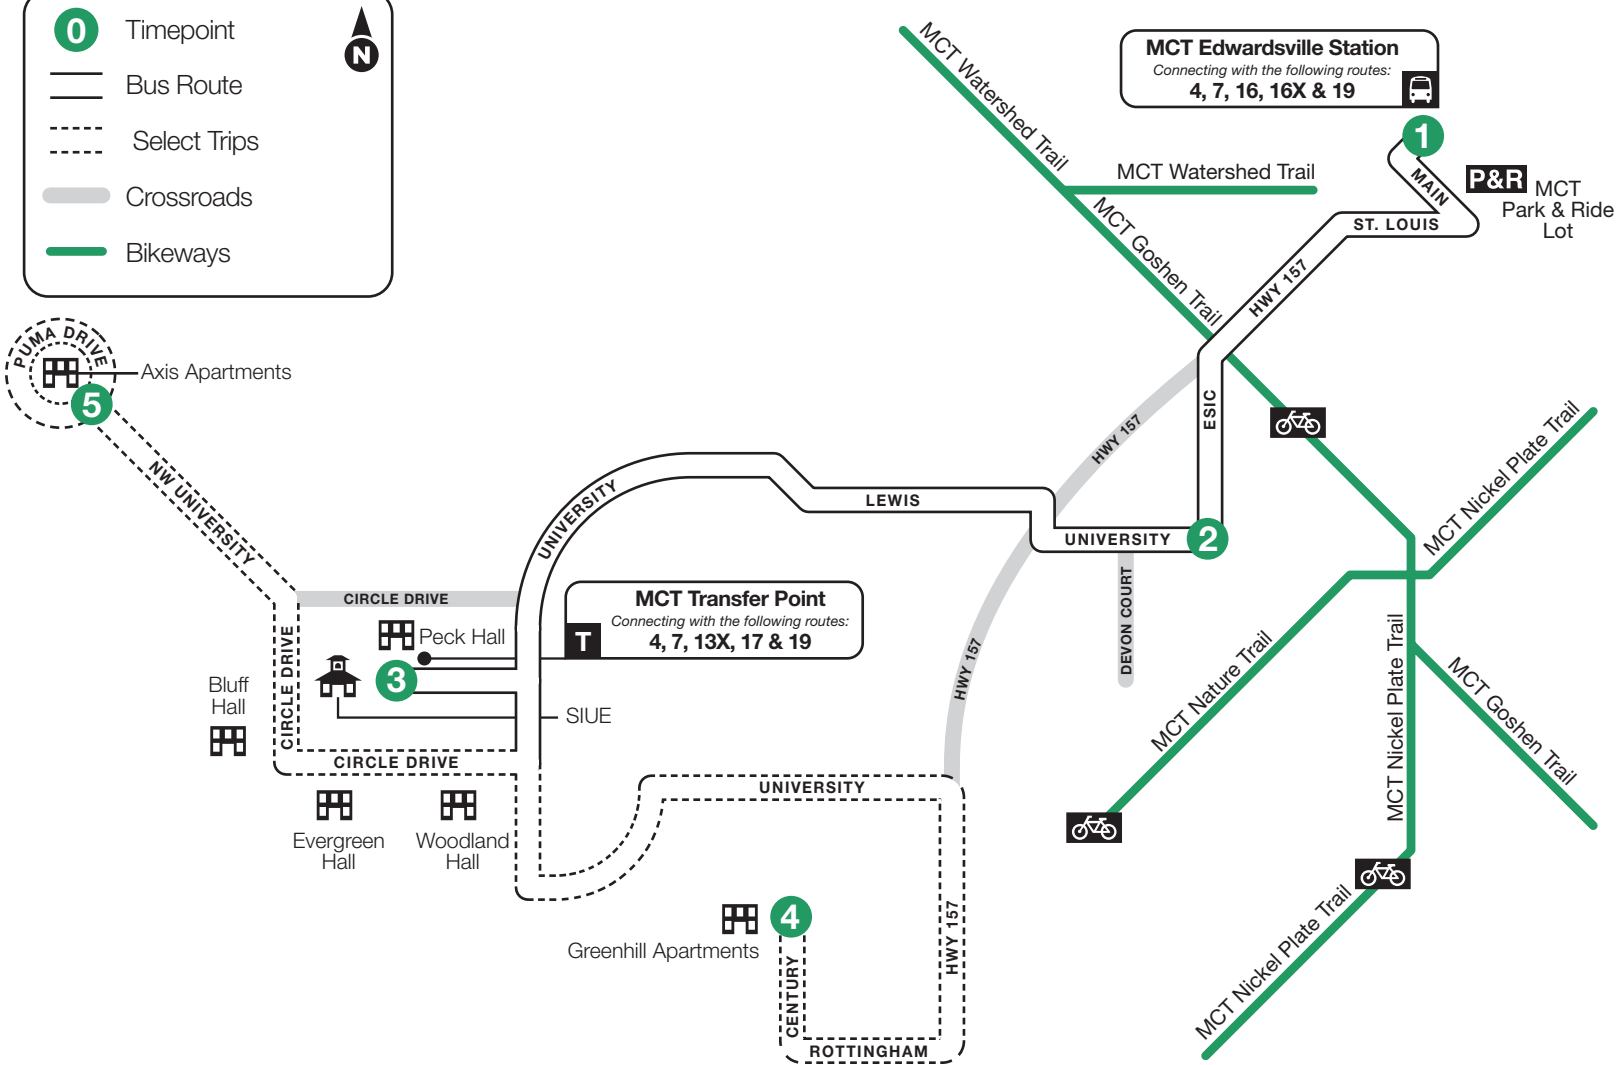 0 Timepoint
N
Bus Route
Select Trips
Crossroads
Bikeways
MCT Edwardsville Station
Connecting with the following routes:
4, 7, 16, 16X & 19
1
MAIN
P&R MCT
Park & Ride
Lot
ST. LOUIS
HWY 157
MCT Watershed Trail
MCT Watershed Trail
MCT Goshen Trail
ESIC
HWY 157
PUMA DRIVE
Axis Apartments
5
NW UNIVERSITY
UNIVERSITY
LEWIS
UNIVERSITY
2
DEVON COURT
HWY 157
MCT Nickel Plate Trail
MCT Nature Trail
MCT Nickel Plate Trail
MCT Goshen Trail
MCT Nickel Plate Trail
CIRCLE DRIVE
MCT Transfer Point
Connecting with the following routes:
4, 7, 13X, 17 & 19
T
Peck Hall
3
SIUE
CIRCLE DRIVE
Bluff
Hall
CIRCLE DRIVE
Evergreen
Hall
Woodland
Hall
UNIVERSITY
HWY 157
4
Greenhill Apartments
CENTURY
ROTTINGHAM